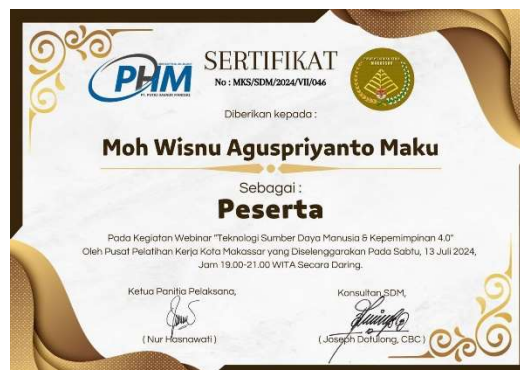 SERTIFIKAT
No : MKS/SDM/2024/VII/046
PHM
Diberikan kepada :
Moh Wisnu Aguspriyanto Maku
Sebagai :
Peserta
Pada Kegiatan Webinar "Teknologi Sumber Daya Manusia & Kepemimpinan 4.0"
Oleh Pusat Pelatihan Kerja Kota Makassar yang Diselenggarakan Pada Sabtu, 13 Juli 2024,
Jam 19.00-21.00 WITA Secara Daring.
Ketua Panitia Pelaksana,
Konsultan SDM,
( Nur Hasnawati )
( Joseph Datulong, CBC )